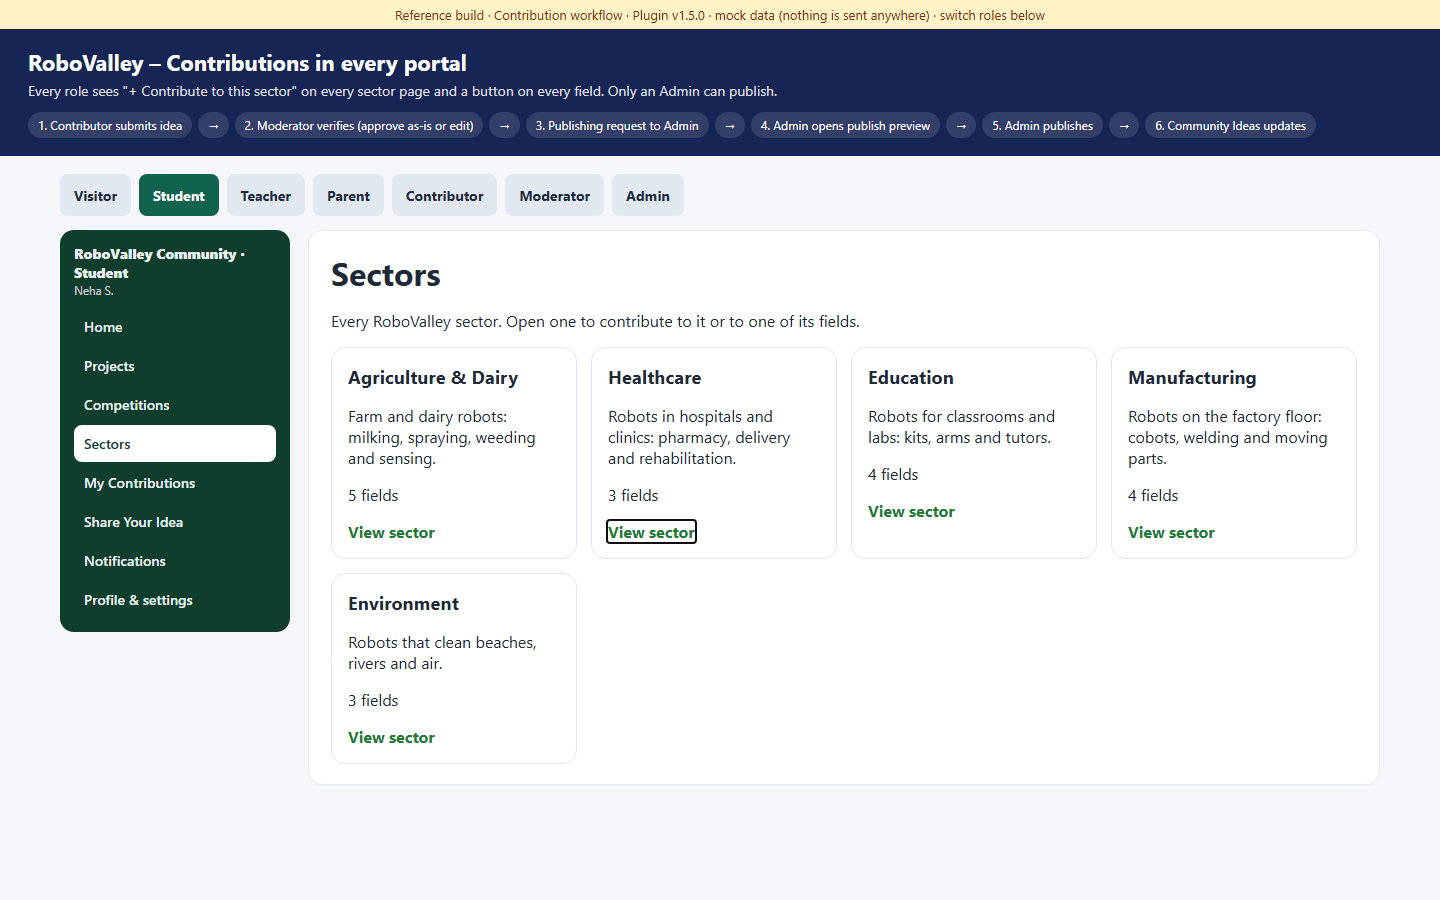 Reference build · Contribution workflow · Plugin v1.5.0 · mock data (nothing is sent anywhere) · switch roles below
RoboValley – Contributions in every portal
Every role sees "+ Contribute to this sector" on every sector page and a button on every field. Only an Admin can publish.
1. Contributor submits idea → 2. Moderator verifies (approve as-is or edit) → 3. Publishing request to Admin → 4. Admin opens publish preview → 5. Admin publishes → 6. Community Ideas updates
Visitor Student Teacher Parent Contributor Moderator Admin
RoboValley Community ·
Student
Neha S.
Home
Projects
Competitions
Sectors
My Contributions
Share Your Idea
Notifications
Profile & settings
Sectors
Every RoboValley sector. Open one to contribute to it or to one of its fields.
Agriculture & Dairy
Farm and dairy robots:
milking, spraying, weeding
and sensing.
5 fields
View sector
Healthcare
Robots in hospitals and
clinics: pharmacy, delivery
and rehabilitation.
3 fields
View sector
Education
Robots for classrooms and
labs: kits, arms and tutors.
4 fields
View sector
Manufacturing
Robots on the factory floor:
cobots, welding and moving
parts.
4 fields
View sector
Environment
Robots that clean beaches,
rivers and air.
3 fields
View sector